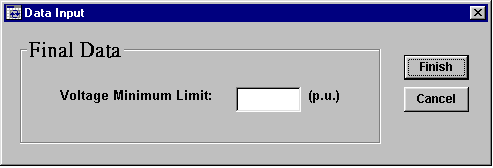 Data Input
Final Data
Voltage Minimum Limit: (p.u.)
Finish
Cancel